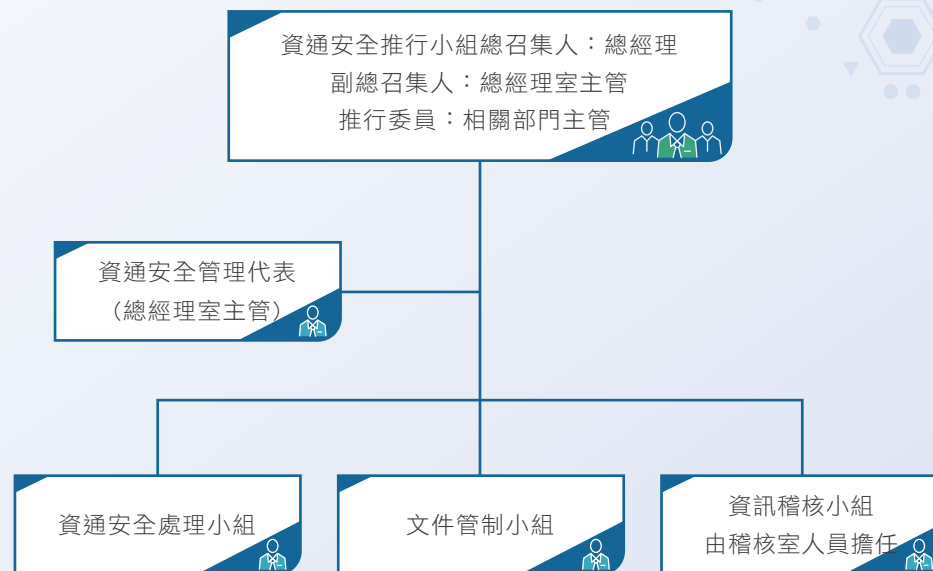 資通安全推行小組總召集人：總經理
副總召集人：總經理室主管
推行委員：相關部門主管
資通安全管理代表
（總經理室主管）
資通安全處理小組
文件管制小組
資訊稽核小組
由稽核室人員擔任